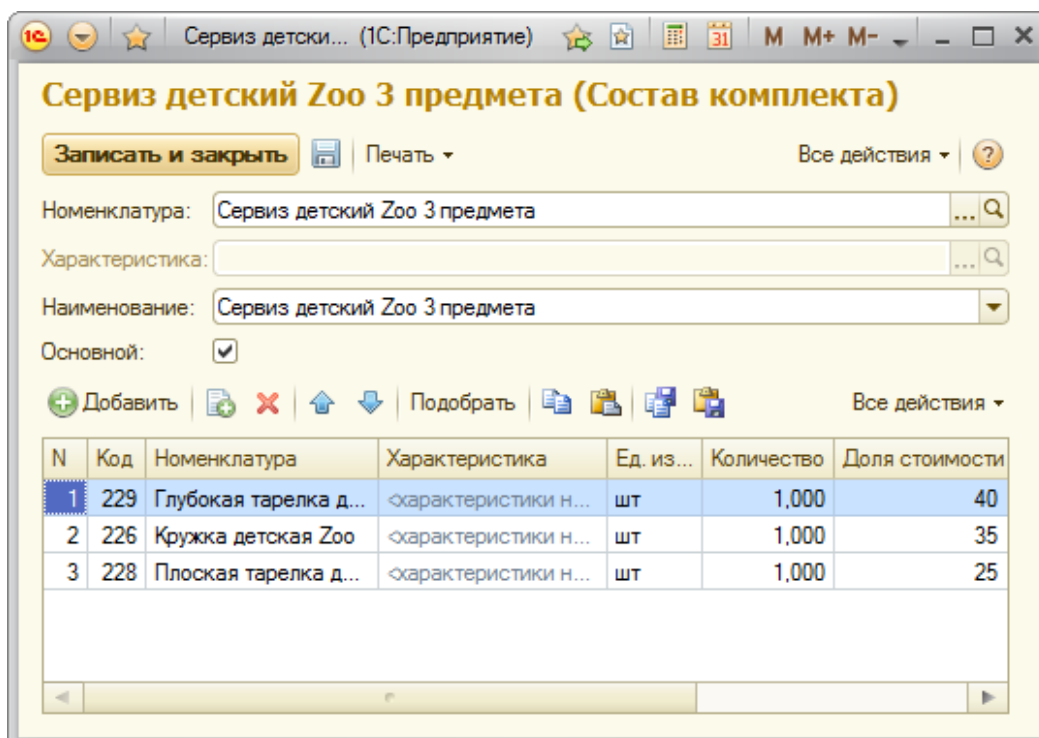 1С Сервиз детски... (1С:Предприятие) 31 M M+ M-
Сервиз детский Zoo 3 предмета (Состав комплекта)
Записать и закрыть Печать Все действия ?
Номенклатура: Сервиз детский Zoo 3 предмета ...
Характеристика: ...
Наименование: Сервиз детский Zoo 3 предмета
Основной:
Добавить Подобрать Все действия
N Код Номенклатура Характеристика Ед. из... Количество Доля стоимости
1 229 Глубокая тарелка д... <характеристики н... шт 1,000 40
2 226 Кружка детская Zoo <характеристики н... шт 1,000 35
3 228 Плоская тарелка д... <характеристики н... шт 1,000 25